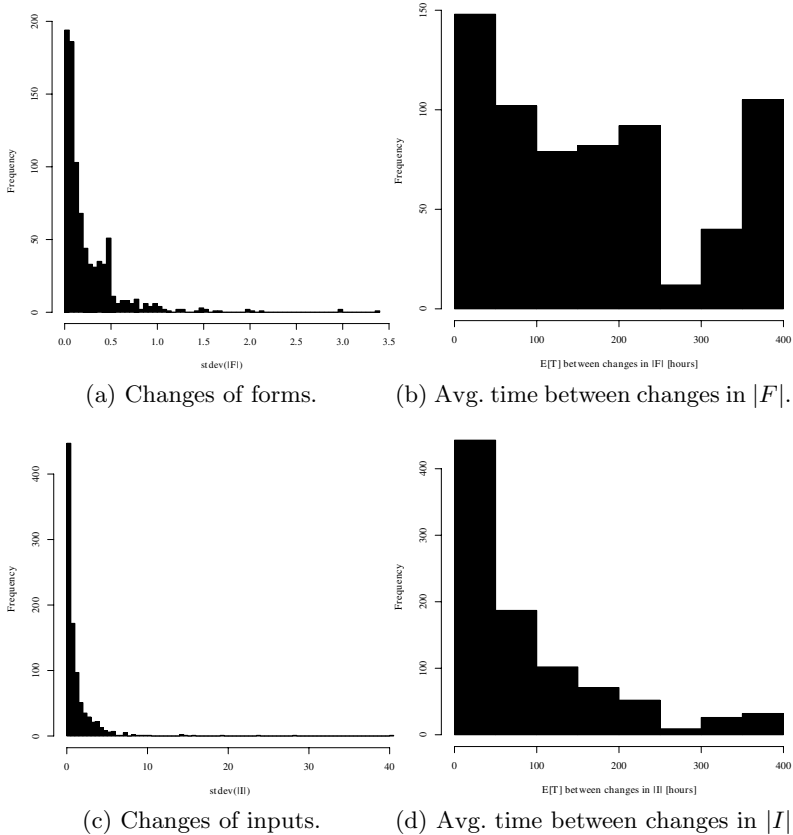 200
150
100
50
0
Frequency
0.0 0.5 1.0 1.5 2.0 2.5 3.0 3.5
stdev(|F|)
(a) Changes of forms.
150
100
50
0
Frequency
0 100 200 300 400
E[T] between changes in |F| [hours]
(b) Avg. time between changes in |F|.
400
300
200
100
0
Frequency
0 10 20 30 40
stdev(|I|)
(c) Changes of inputs.
400
300
200
100
0
Frequency
0 100 200 300 400
E[T] between changes in |I| [hours]
(d) Avg. time between changes in |I|